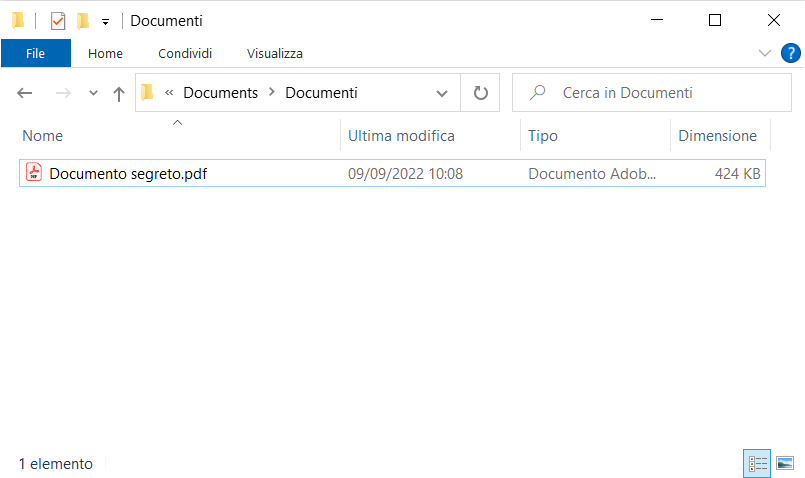 Documenti
File Home Condividi Visualizza ?
« Documents > Documenti Cerca in Documenti
Nome Ultima modifica Tipo Dimensione
Documento segreto.pdf 09/09/2022 10:08 Documento Adob... 424 KB
1 elemento